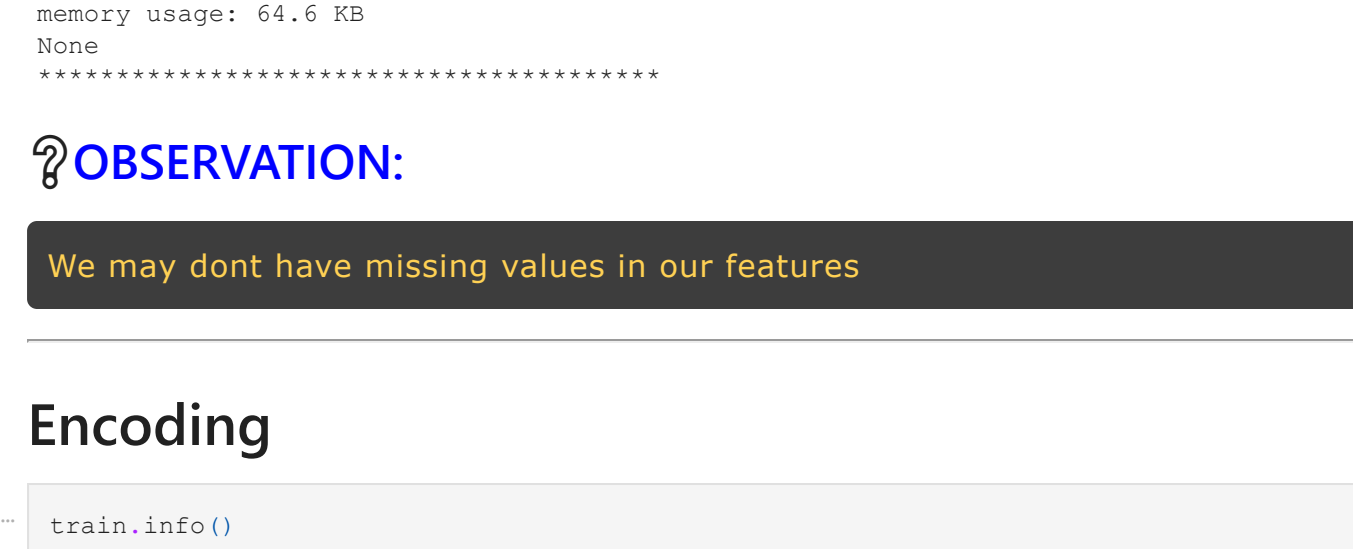 memory usage: 64.6 KB
None
****************************************
❔OBSERVATION:
We may dont have missing values in our features
Encoding
… train.info()